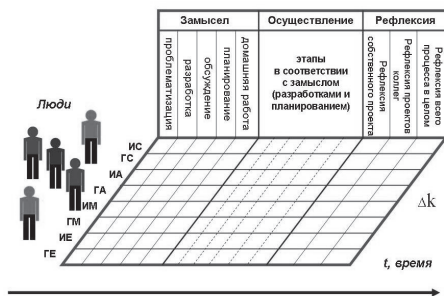 Замысел
Осуществление
Рефлексия
проблематизация
разработка
обсуждение
планирование
домашняя работа
этапы
в соответствии
с замыслом
(разработками и
планированием)
Рефлексия
собственного проекта
Рефлексия проектов
коллег
Рефлексия всего
процесса в целом
Люди
ИС
ГС
ИА
ГА
ИМ
ГМ
ИЕ
ГЕ
Δk
t, время